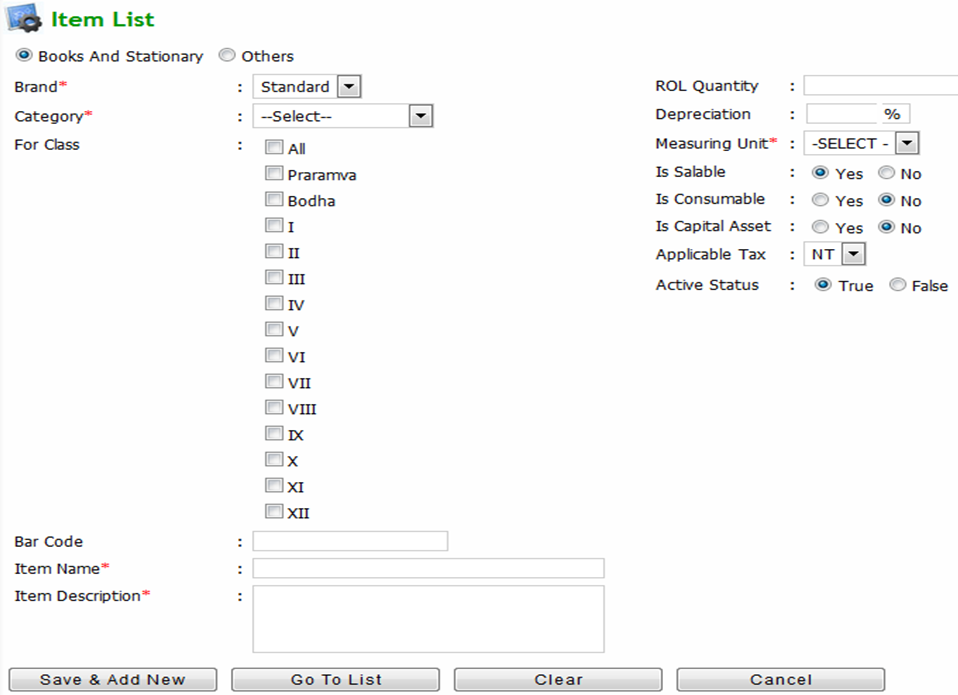 Item List
Books And Stationary Others
Brand* : Standard
Category* : --Select--
For Class :
All
Praramva
Bodha
I
II
III
IV
V
VI
VII
VIII
IX
X
XI
XII
Bar Code :
Item Name* :
Item Description* :
ROL Quantity :
Depreciation : %
Measuring Unit* : -SELECT -
Is Salable : Yes No
Is Consumable : Yes No
Is Capital Asset : Yes No
Applicable Tax : NT
Active Status : True False
Save & Add New Go To List Clear Cancel